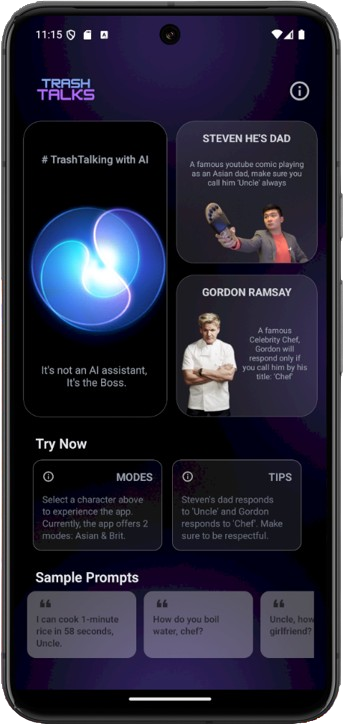 11:15
TRASH
TALKS
# TrashTalking with AI
It's not an AI assistant,
It's the Boss.
STEVEN HE'S DAD
A famous youtube comic playing
as an Asian dad, make sure you
call him 'Uncle' always
GORDON RAMSAY
A famous
Celebrity Chef,
Gordon will
respond only if
you call him by his
title: 'Chef'
Try Now
MODES
Select a character above
to experience the app.
Currently, the app offers 2
modes: Asian & Brit.
TIPS
Steven's dad responds
to 'Uncle' and Gordon
responds to 'Chef'. Make
sure to be respectful.
Sample Prompts
❝
I can cook 1-minute
rice in 58 seconds,
Uncle.
❝
How do you boil
water, chef?
❝
Uncle, how
girlfriend?